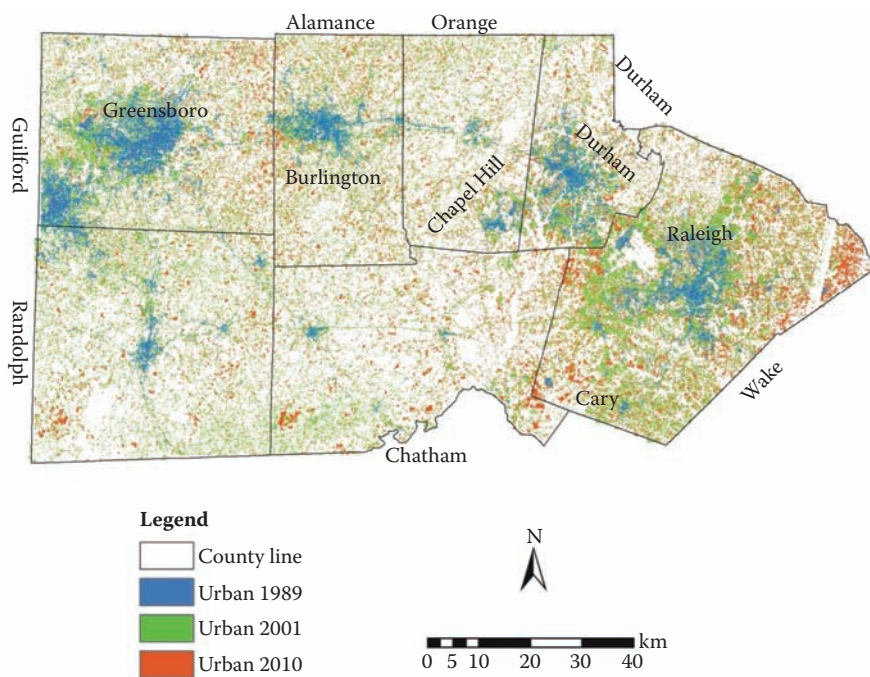 Alamance
Orange
Durham
Guilford
Greensboro
Durham
Burlington
Chapel Hill
Raleigh
Randolph
Wake
Cary
Chatham
Legend
County line
Urban 1989
Urban 2001
Urban 2010
N
km
0 5 10 20 30 40